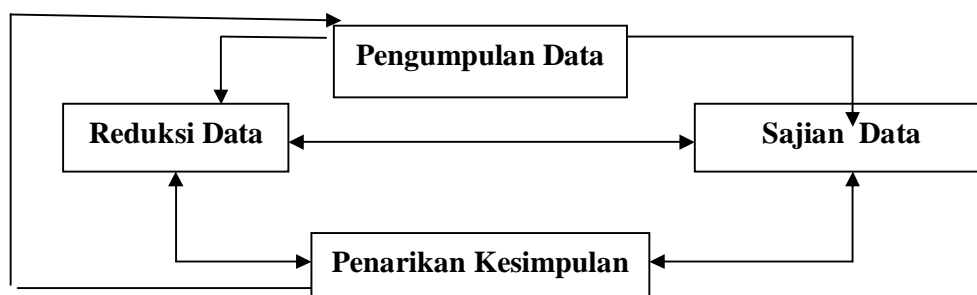 Pengumpulan Data
Reduksi Data
Sajian Data
Penarikan Kesimpulan